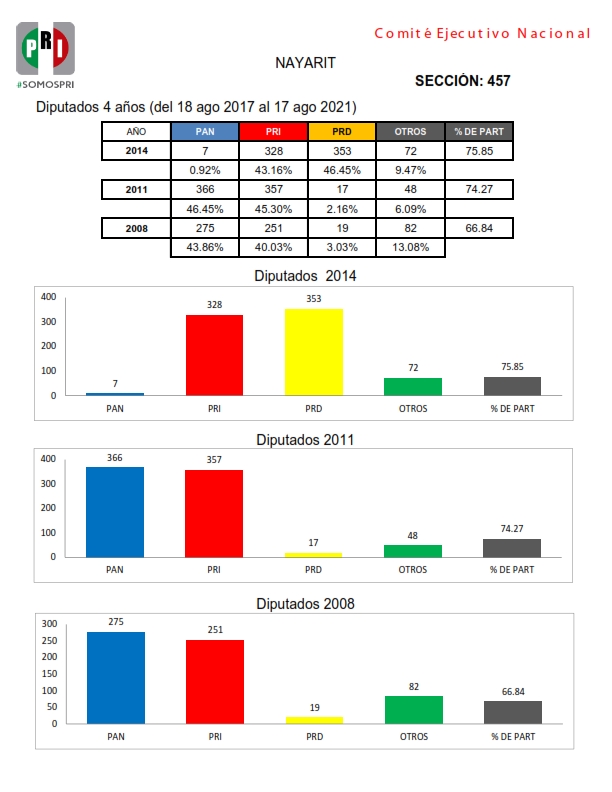 PRI
#SOMOSPRI
Comité Ejecutivo Nacional
NAYARIT
SECCIÓN: 457
Diputados 4 años (del 18 ago 2017 al 17 ago 2021)
AÑO PAN PRI PRD OTROS % DE PART
2014 7 328 353 72 75.85
0.92% 43.16% 46.45% 9.47%
2011 366 357 17 48 74.27
46.45% 45.30% 2.16% 6.09%
2008 275 251 19 82 66.84
43.86% 40.03% 3.03% 13.08%
Diputados 2014
400
300
200
100
0
7 328 353 72 75.85
PAN PRI PRD OTROS % DE PART
Diputados 2011
400
300
200
100
0
366 357 17 48 74.27
PAN PRI PRD OTROS % DE PART
Diputados 2008
300
250
200
150
100
50
0
275 251 19 82 66.84
PAN PRI PRD OTROS % DE PART